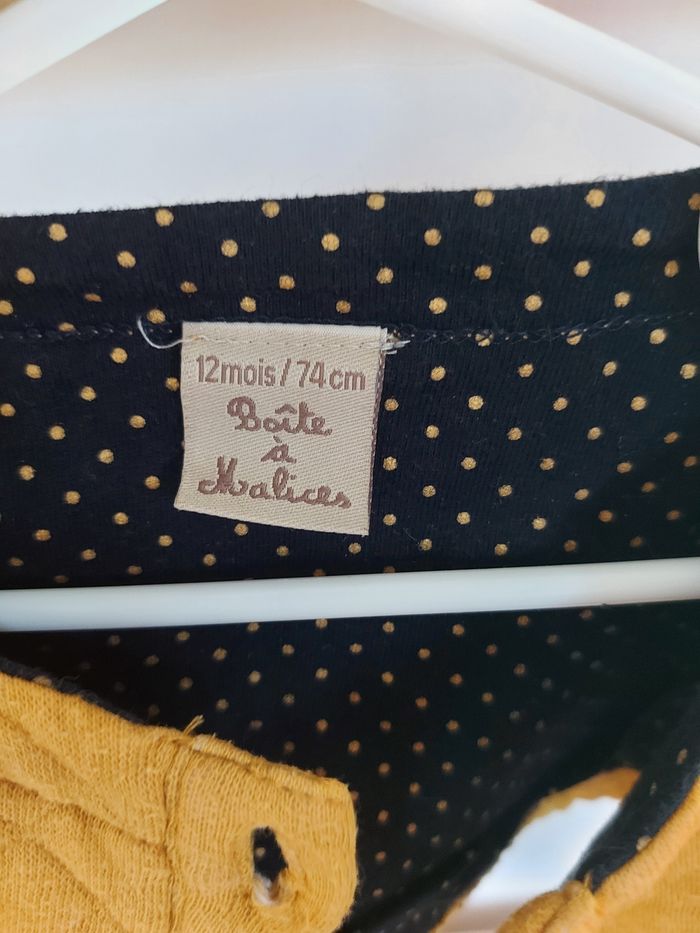 12mois/74cm
Boîte
à
Malices